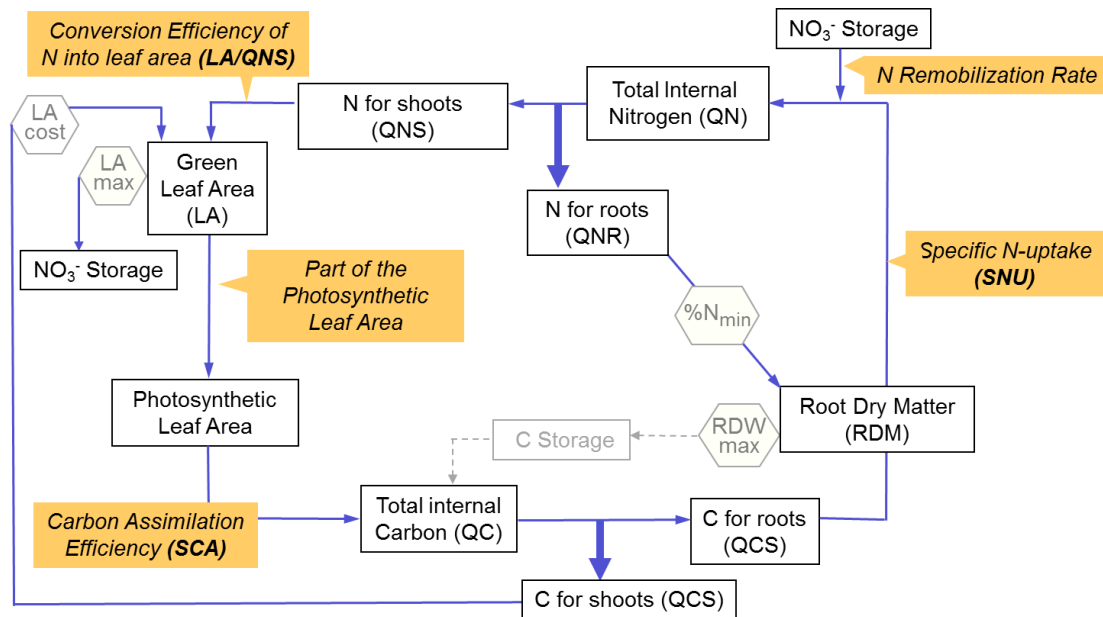 Conversion Efficiency of
N into leaf area (LA/QNS)
NO₃⁻ Storage
N Remobilization Rate
LA
cost
N for shoots
(QNS)
Total Internal
Nitrogen (QN)
LA
max
Green
Leaf Area
(LA)
N for roots
(QNR)
NO₃⁻ Storage
Part of the
Photosynthetic
Leaf Area
Specific N-uptake
(SNU)
%Nmin
Photosynthetic
Leaf Area
Root Dry Matter
(RDM)
C Storage
RDW
max
Carbon Assimilation
Efficiency (SCA)
Total internal
Carbon (QC)
C for roots
(QCS)
C for shoots (QCS)